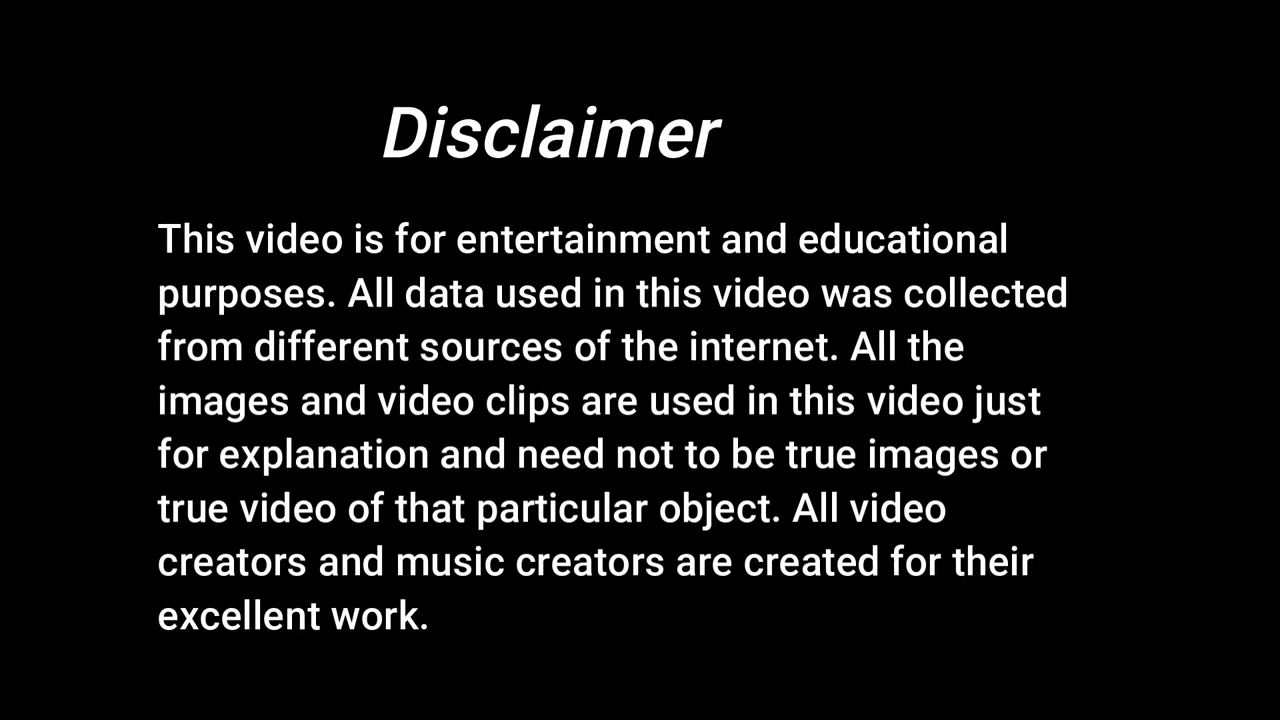 Disclaimer
This video is for entertainment and educational
purposes. All data used in this video was collected
from different sources of the internet. All the
images and video clips are used in this video just
for explanation and need not to be true images or
true video of that particular object. All video
creators and music creators are created for their
excellent work.